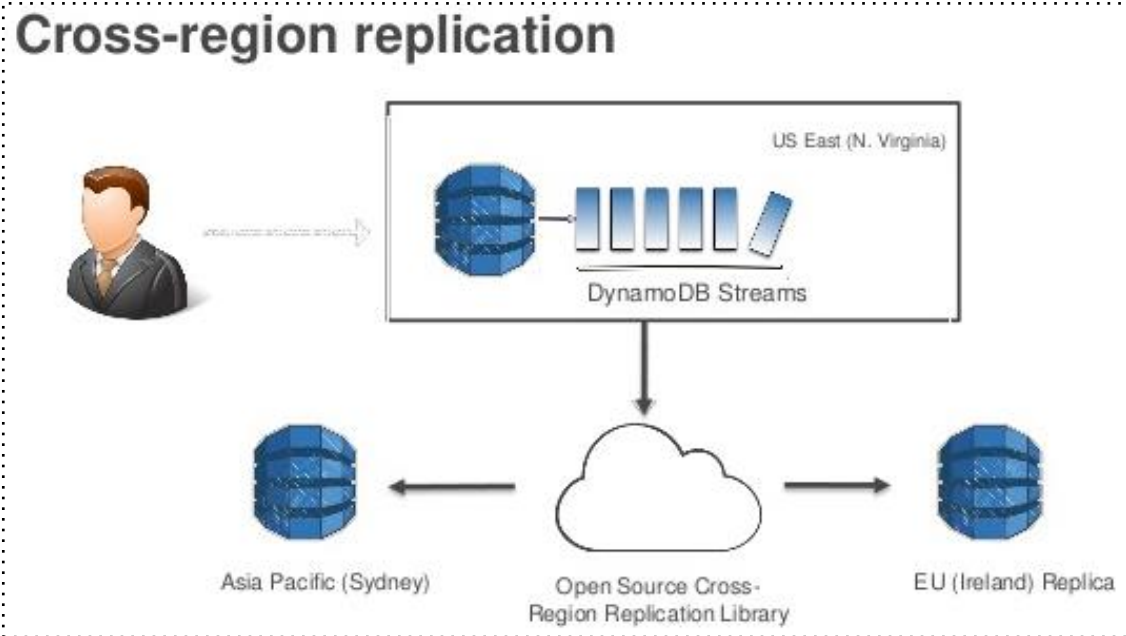 Cross-region replication
US East (N. Virginia)
DynamoDB Streams
Asia Pacific (Sydney)
Open Source Cross-
Region Replication Library
EU (Ireland) Replica